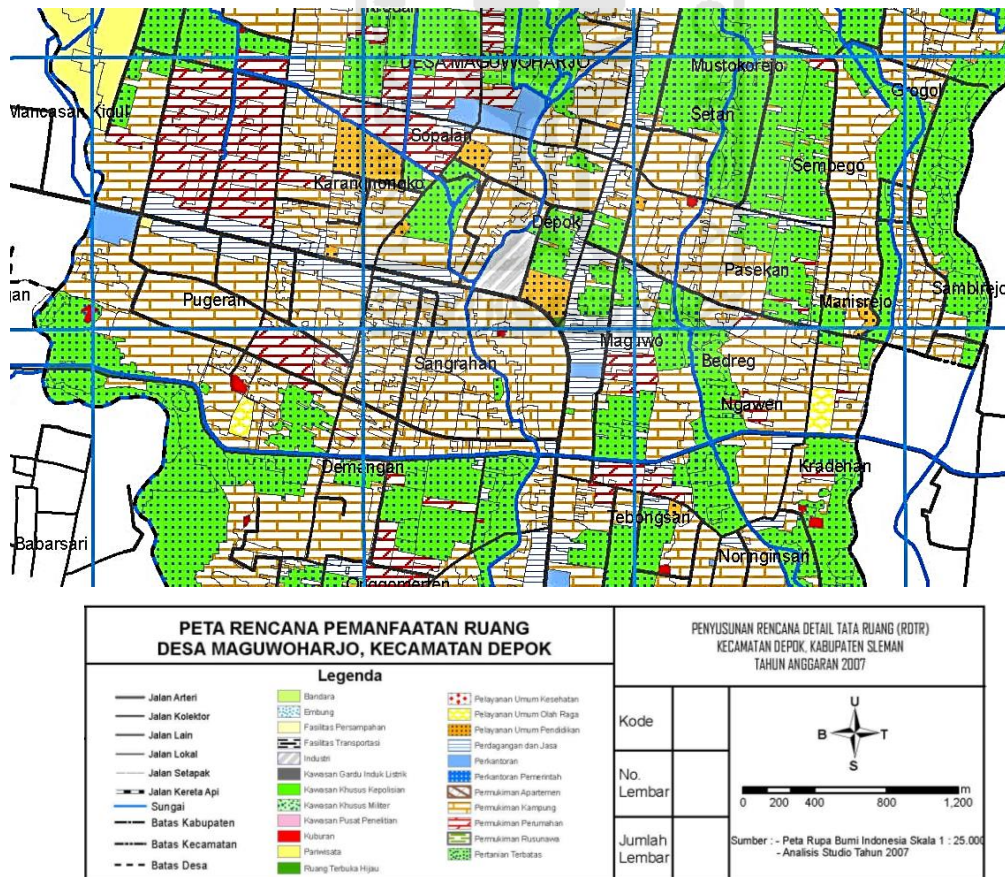 DESA MAGUWOHARJO
Mustokorejo
Grogol
Mancasan Kidul
Setan
Sopalan
Sembego
Karangnongko
Depok
Pasekan
Sambirejo
Manisrejo
Pugeran
Maguwo
Sangrahan
Bedreg
Ngawen
Demangan
Kradenan
Tebongsan
Babarsari
Noringinsari
PETA RENCANA PEMANFAATAN RUANG
DESA MAGUWOHARJO, KECAMATAN DEPOK
Legenda
Jalan Arteri
Jalan Kolektor
Jalan Lain
Jalan Lokal
Jalan Setapak
Jalan Kereta Api
Sungai
Batas Kabupaten
Batas Kecamatan
Batas Desa
Bandara
Embung
Fasilitas Persampahan
Fasilitas Transportasi
Industri
Kawasan Gardu Induk Listrik
Kawasan Khusus Kepolisian
Kawasan Khusus Militer
Kawasan Pusat Penelitian
Kuburan
Pariwisata
Ruang Terbuka Hijau
Pelayanan Umum Kesehatan
Pelayanan Umum Olah Raga
Pelayanan Umum Pendidikan
Perdagangan dan Jasa
Perkantoran
Perkantoran Pemerintah
Permukiman Apartemen
Permukiman Kampung
Permukiman Perumahan
Permukiman Rusunawa
Pertanian Terbatas
PENYUSUNAN RENCANA DETAIL TATA RUANG (RDTR)
KECAMATAN DEPOK, KABUPATEN SLEMAN
TAHUN ANGGARAN 2007
Kode
No.
Lembar
Jumlah
Lembar
U
B T
S
m
0 200 400 800 1,200
Sumber : - Peta Rupa Bumi Indonesia Skala 1 : 25.000
- Analisis Studio Tahun 2007